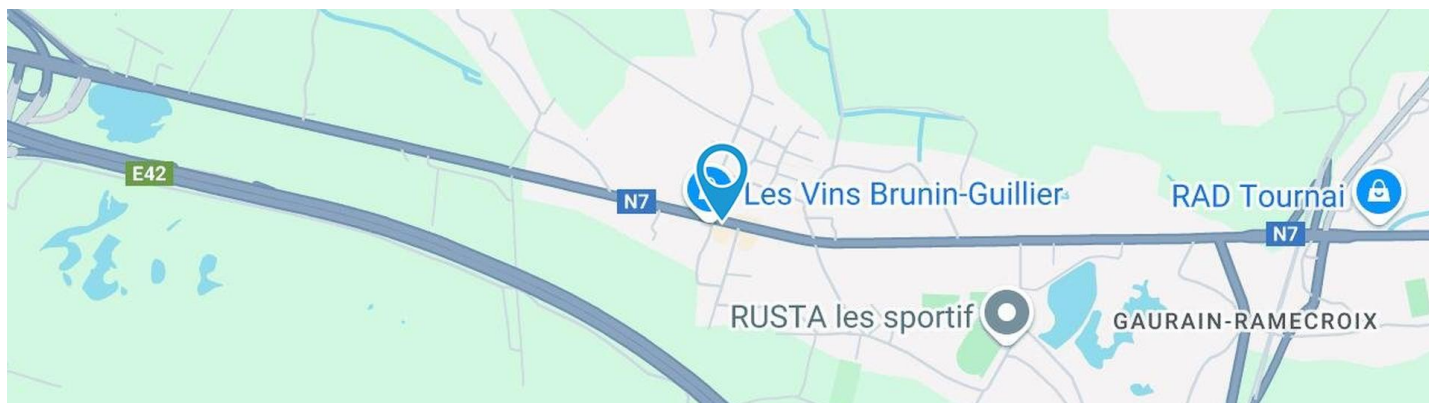 E42
N7
Les Vins Brunin-Guillier
RAD Tournai
N7
RUSTA les sportif
GAURAIN-RAMECROIX